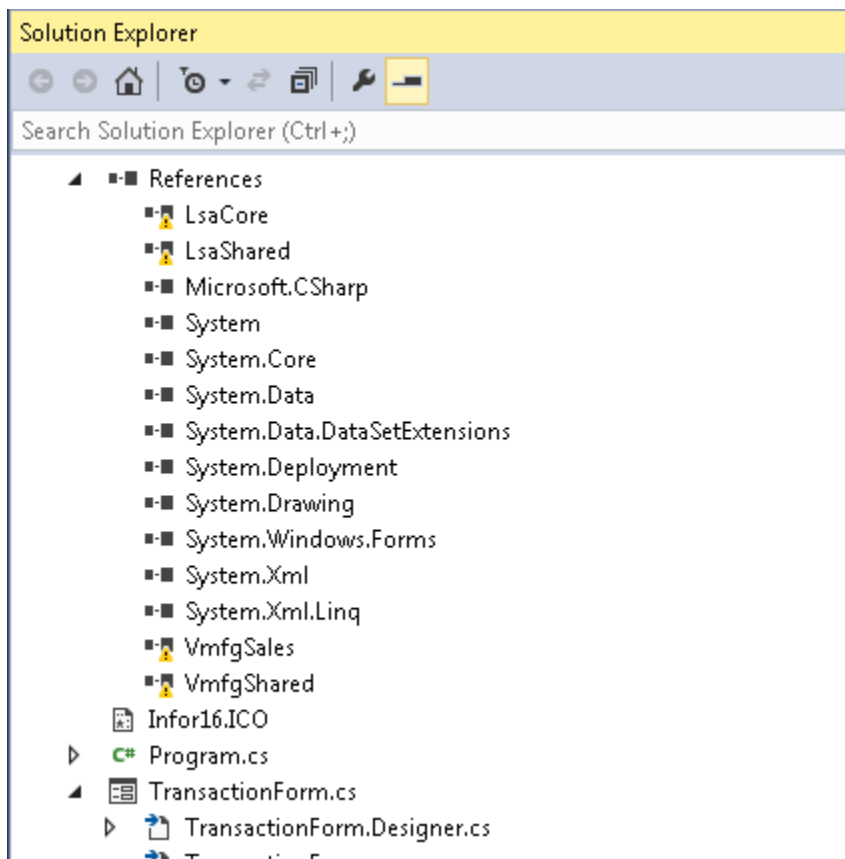 Solution Explorer
Search Solution Explorer (Ctrl+;)
References
LsaCore
LsaShared
Microsoft.CSharp
System
System.Core
System.Data
System.Data.DataSetExtensions
System.Deployment
System.Drawing
System.Windows.Forms
System.Xml
System.Xml.Linq
VmfgSales
VmfgShared
Infor16.ICO
C# Program.cs
TransactionForm.cs
TransactionForm.Designer.cs